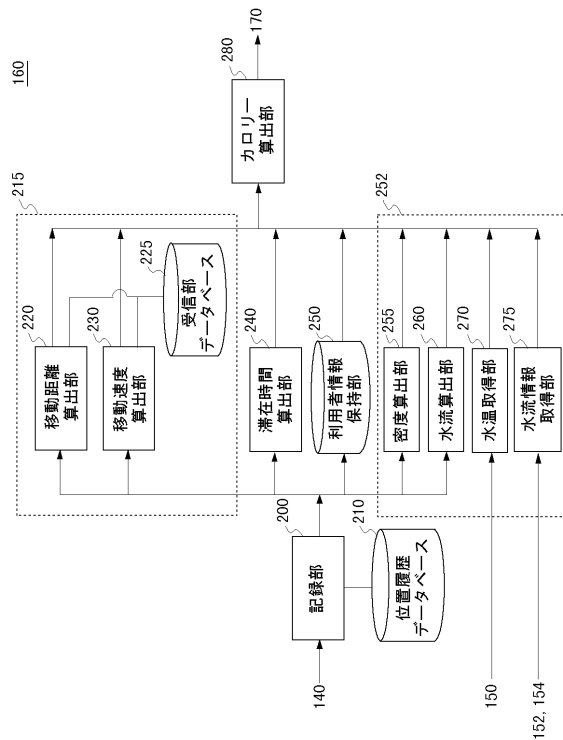 160
215
220
移動距離
算出部
230
移動速度
算出部
225
受信部
データベース
280
カロリー
算出部
170
240
滞在時間
算出部
250
利用者情報
保持部
200
記録部
210
位置履歴
データベース
140
252
255
密度算出部
260
水流算出部
270
水温取得部
275
水流情報
取得部
150
152, 154